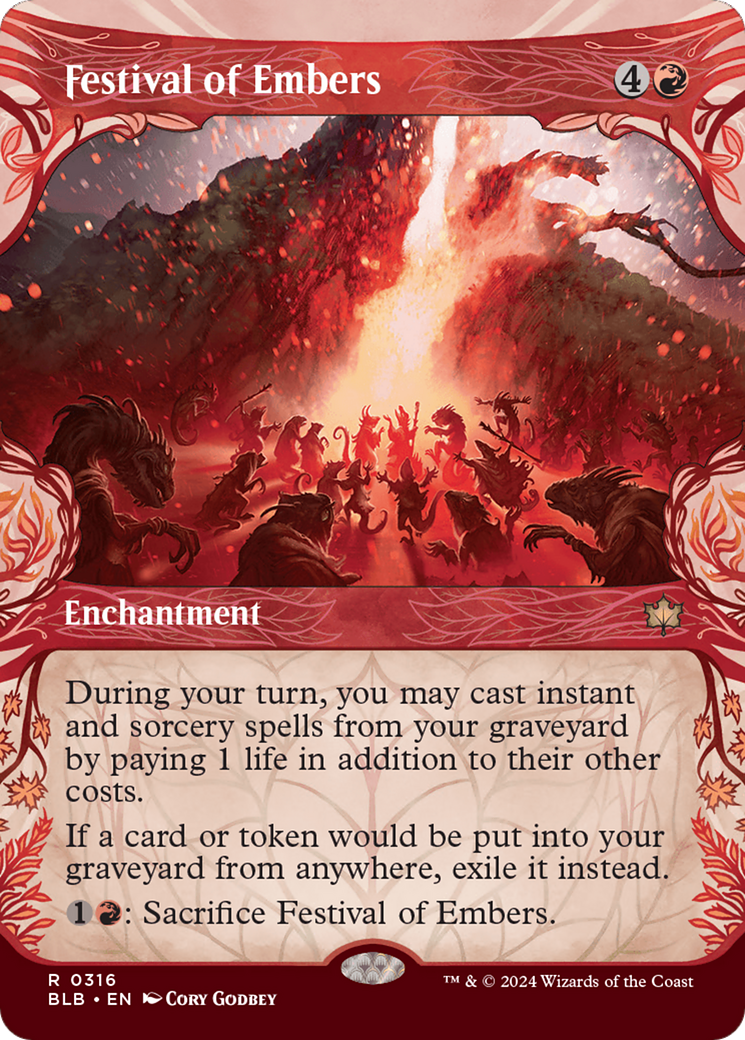 Festival of Embers 4
Enchantment
During your turn, you may cast instant
and sorcery spells from your graveyard
by paying 1 life in addition to their other
costs.
If a card or token would be put into your
graveyard from anywhere, exile it instead.
1: Sacrifice Festival of Embers.
R 0316
BLB • EN Cory Godbey
™ & © 2024 Wizards of the Coast